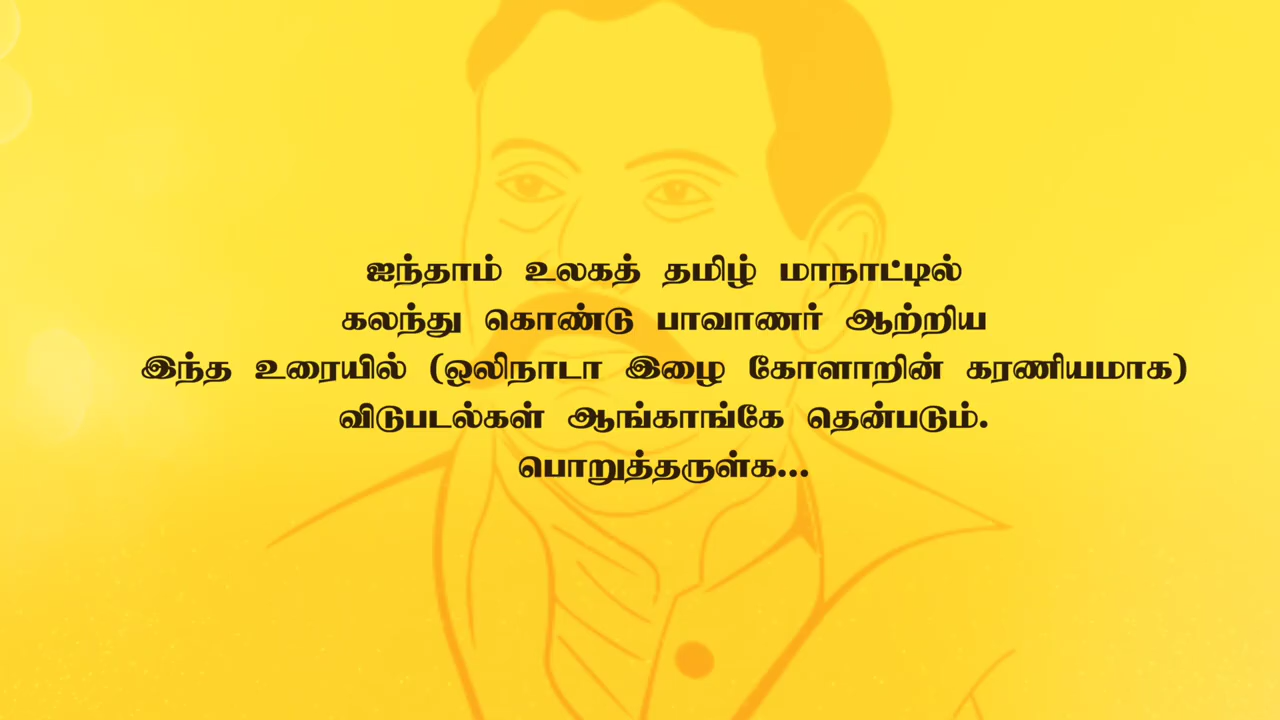 ஐந்தாம் உலகத் தமிழ் மாநாட்டில்
கலந்து கொண்டு பாவாணர் ஆற்றிய
இந்த உரையில் (ஒலிநாடா இழை கோளாறின் கரணியமாக)
விடுபடல்கள் ஆங்காங்கே தென்படும்.
பொறுத்தருள்க...